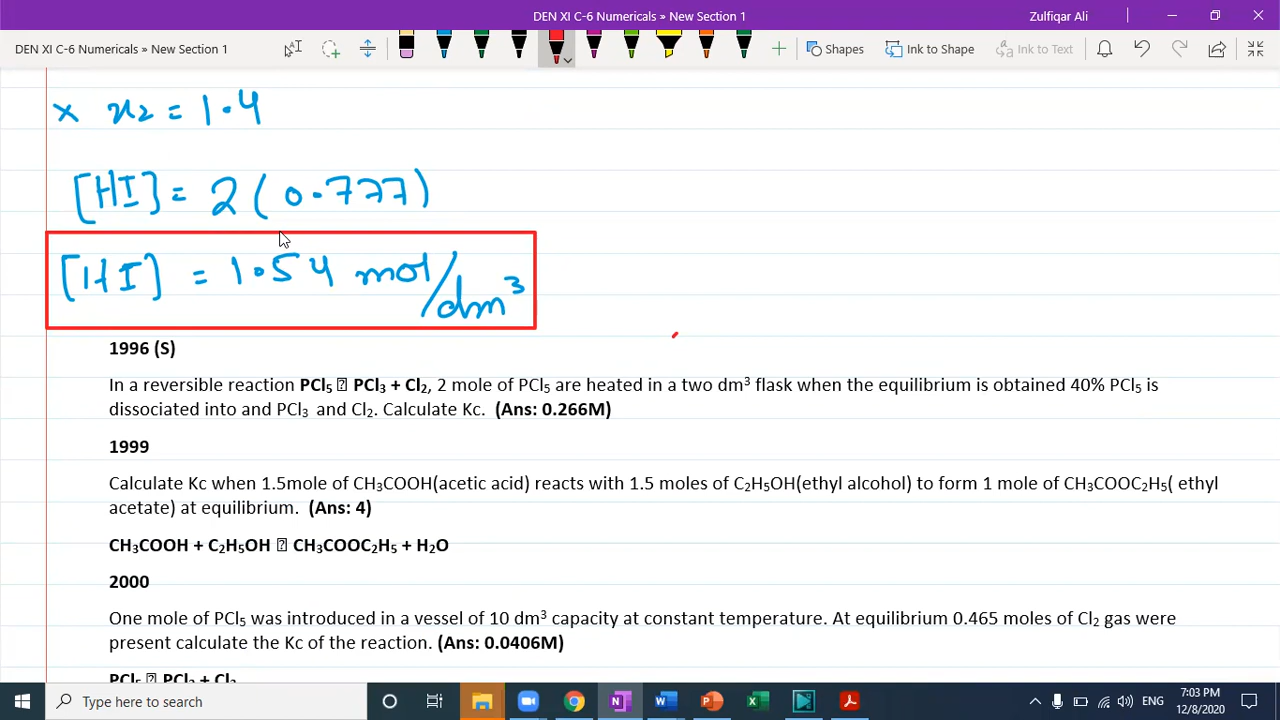 DEN XI C-6 Numericals » New Section 1
Zulfiqar Ali
DEN XI C-6 Numericals » New Section 1
Shapes
Ink to Shape
Ink to Text
x x₂ = 1.4
[HI] = 2(0.777)
[HI] = 1.54 mol/dm³
1996 (S)
In a reversible reaction PCl₅ ⍰ PCl₃ + Cl₂, 2 mole of PCl₅ are heated in a two dm³ flask when the equilibrium is obtained 40% PCl₅ is
dissociated into and PCl₃ and Cl₂. Calculate Kc. (Ans: 0.266M)
1999
Calculate Kc when 1.5mole of CH₃COOH(acetic acid) reacts with 1.5 moles of C₂H₅OH(ethyl alcohol) to form 1 mole of CH₃COOC₂H₅( ethyl
acetate) at equilibrium. (Ans: 4)
CH₃COOH + C₂H₅OH ⍰ CH₃COOC₂H₅ + H₂O
2000
One mole of PCl₅ was introduced in a vessel of 10 dm³ capacity at constant temperature. At equilibrium 0.465 moles of Cl₂ gas were
present calculate the Kc of the reaction. (Ans: 0.0406M)
PCl₅ ⍰ PCl₃ + Cl₂
Type here to search
ENG
7:03 PM
12/8/2020